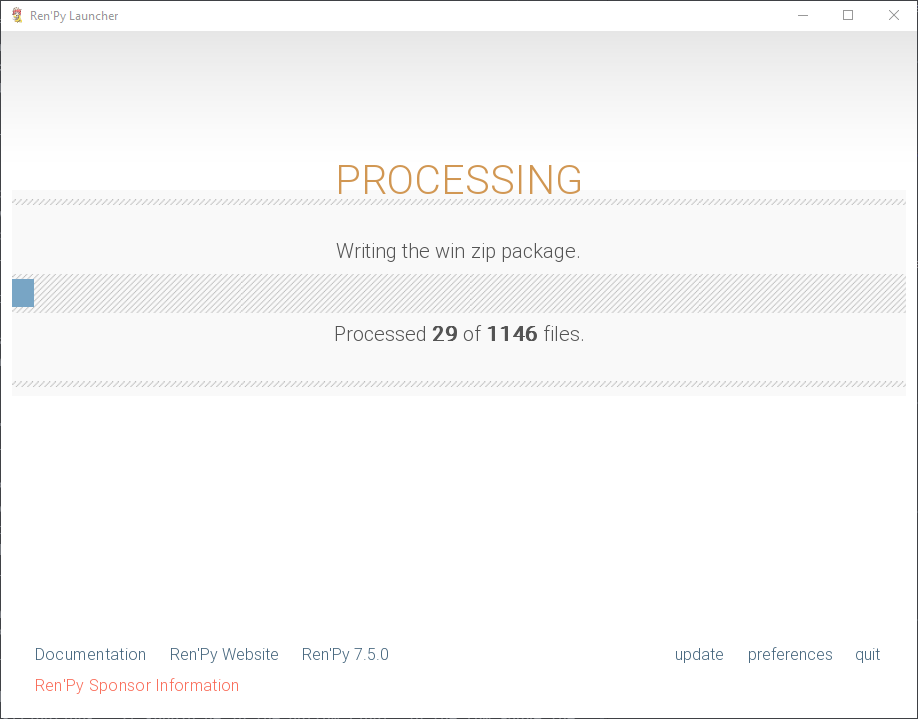 Ren'Py Launcher
PROCESSING
Writing the win zip package.
Processed 29 of 1146 files.
Documentation Ren'Py Website Ren'Py 7.5.0 update preferences quit
Ren'Py Sponsor Information